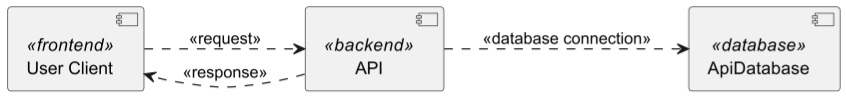 «frontend»
User Client
«request»
«response»
«backend»
API
«database connection»
«database»
ApiDatabase